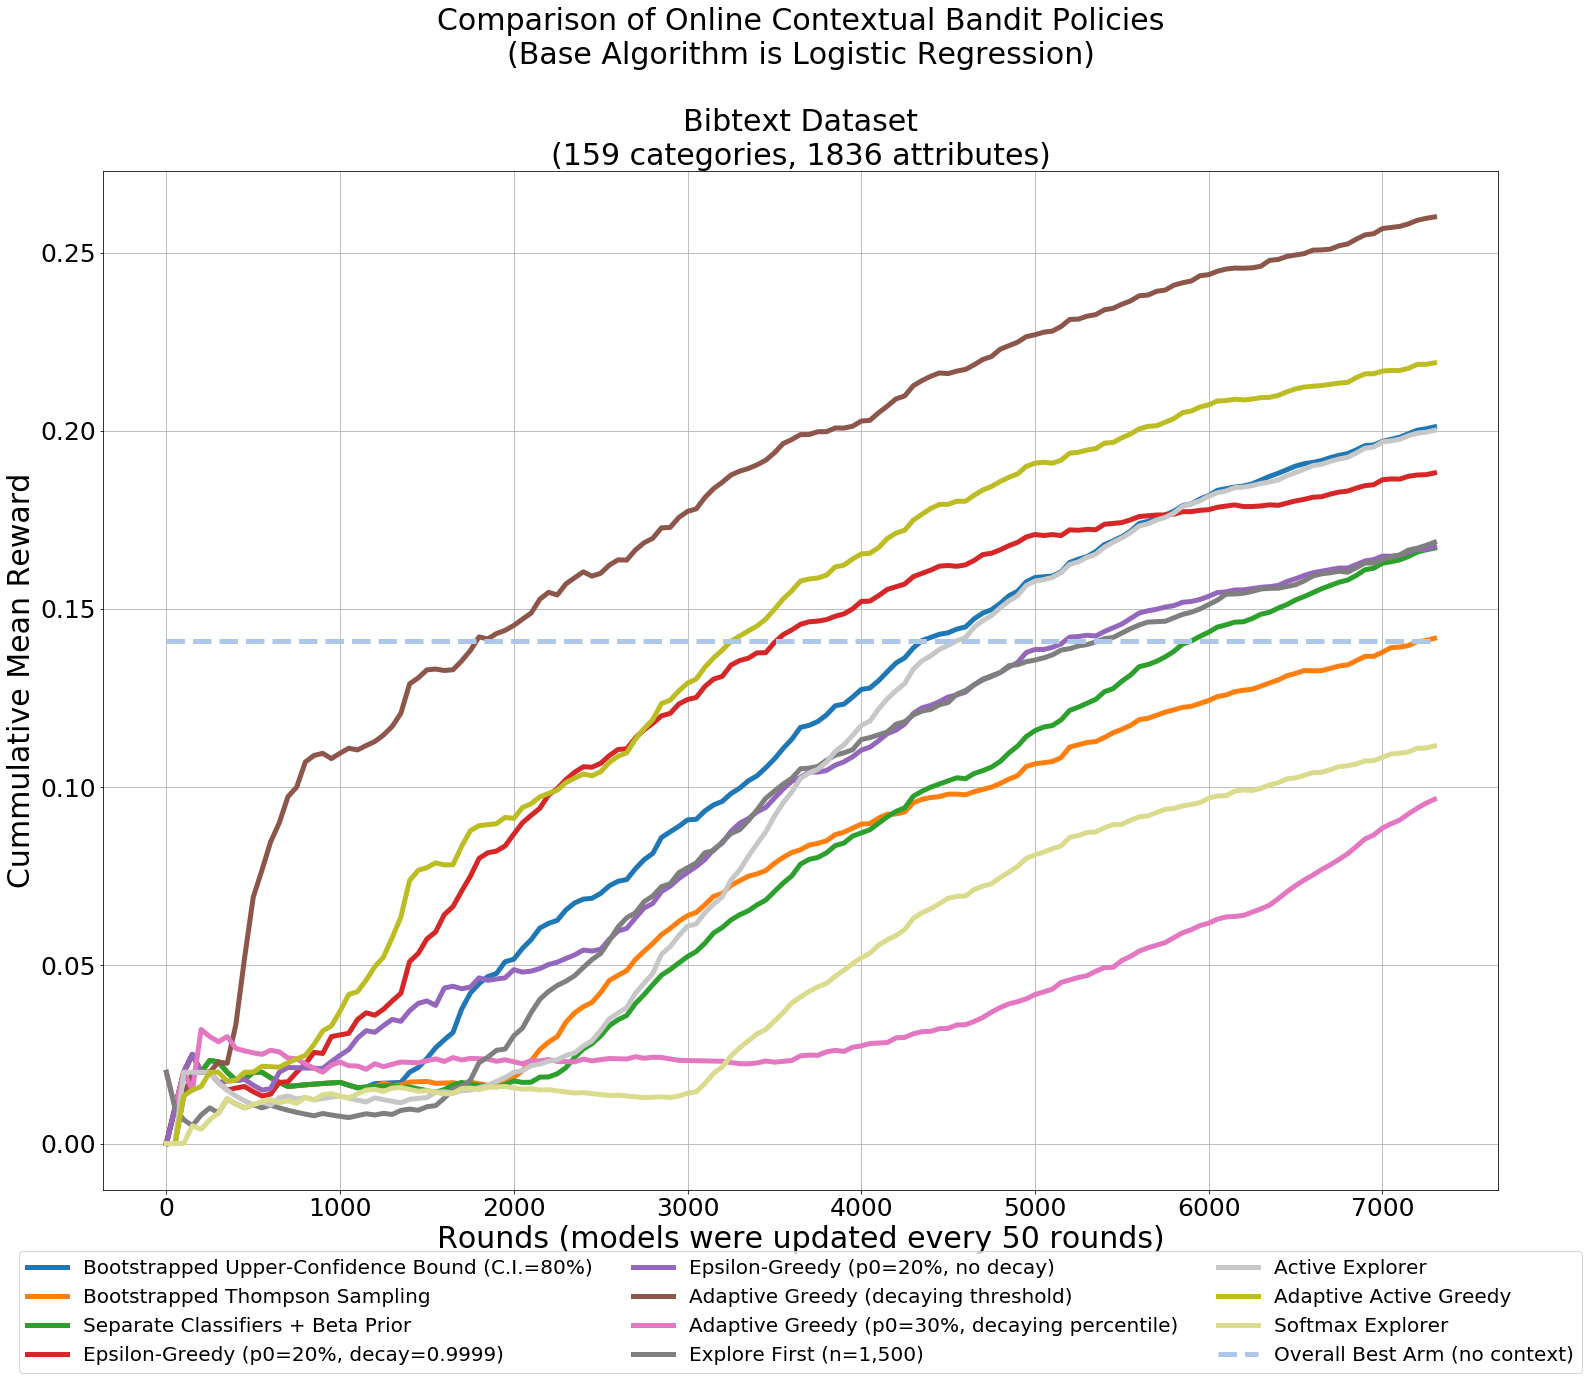 Comparison of Online Contextual Bandit Policies
(Base Algorithm is Logistic Regression)
Bibtext Dataset
(159 categories, 1836 attributes)
Cummulative Mean Reward
0.25
0.20
0.15
0.10
0.05
0.00
0 1000 2000 3000 4000 5000 6000 7000
Rounds (models were updated every 50 rounds)
Bootstrapped Upper-Confidence Bound (C.I.=80%)
Bootstrapped Thompson Sampling
Separate Classifiers + Beta Prior
Epsilon-Greedy (p0=20%, decay=0.9999)
Epsilon-Greedy (p0=20%, no decay)
Adaptive Greedy (decaying threshold)
Adaptive Greedy (p0=30%, decaying percentile)
Explore First (n=1,500)
Active Explorer
Adaptive Active Greedy
Softmax Explorer
Overall Best Arm (no context)